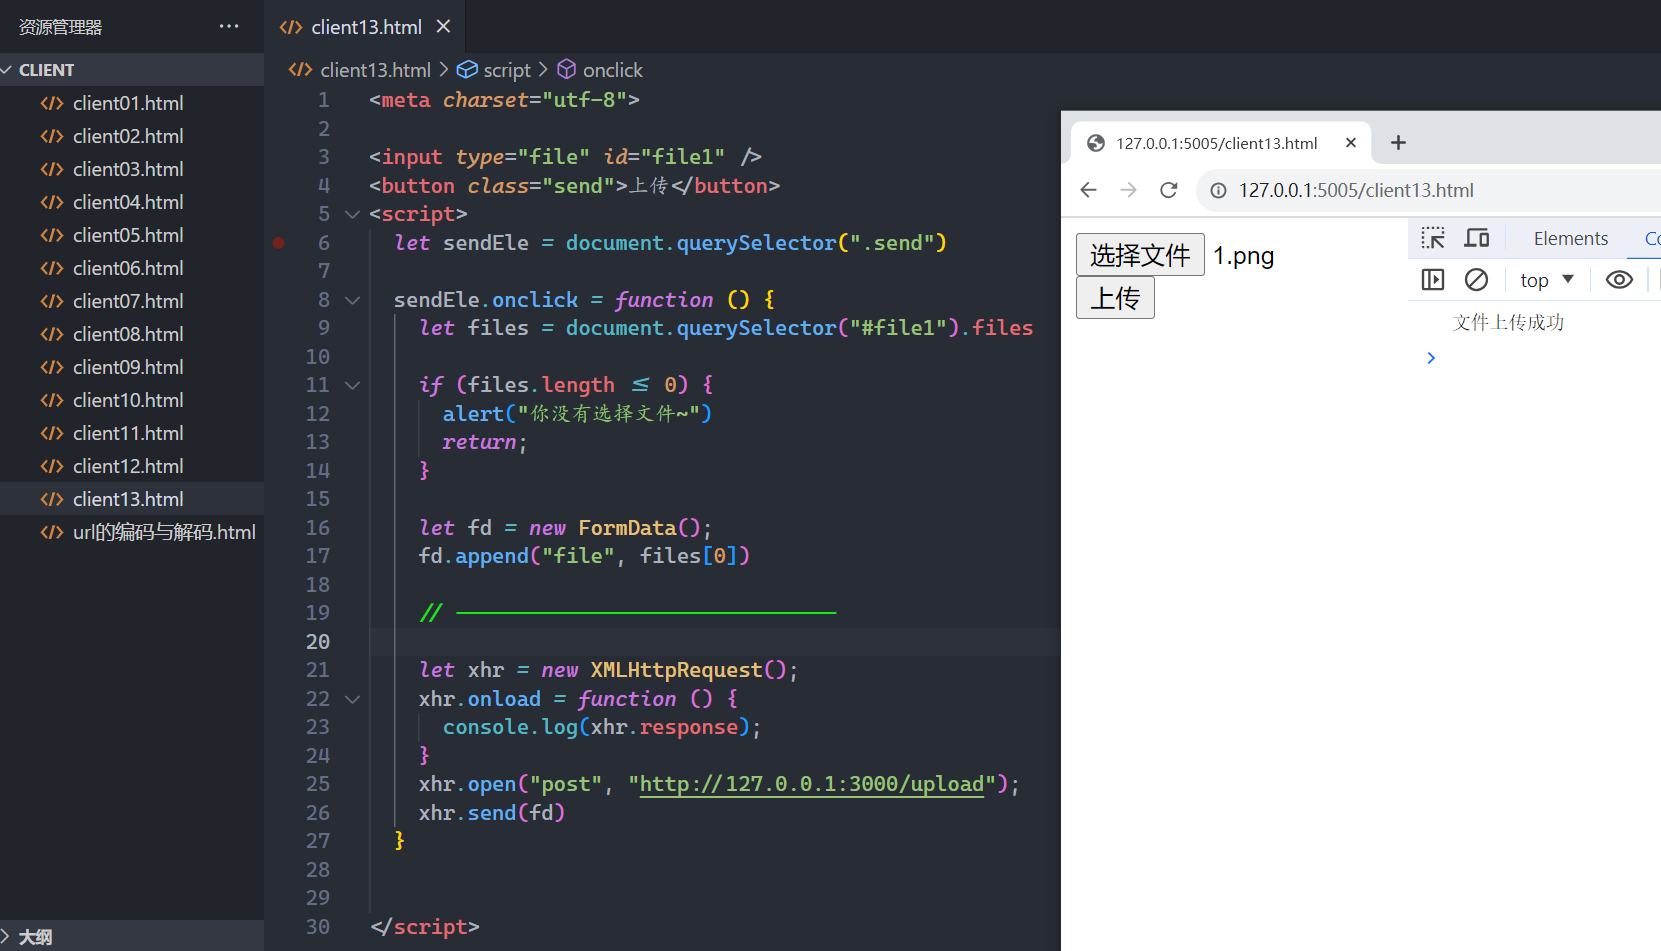 资源管理器
CLIENT
client01.html
client02.html
client03.html
client04.html
client05.html
client06.html
client07.html
client08.html
client09.html
client10.html
client11.html
client12.html
client13.html
url的编码与解码.html
大纲
client13.html
client13.html > script > onclick
1 <meta charset="utf-8">
2
3 <input type="file" id="file1" />
4 <button class="send">上传</button>
5 <script>
6 let sendEle = document.querySelector(".send")
7
8 sendEle.onclick = function () {
9 let files = document.querySelector("#file1").files
10
11 if (files.length <= 0) {
12 alert("你没有选择文件~")
13 return;
14 }
15
16 let fd = new FormData();
17 fd.append("file", files[0])
18
19 // ———————————————
20
21 let xhr = new XMLHttpRequest();
22 xhr.onload = function () {
23 console.log(xhr.response);
24 }
25 xhr.open("post", "http://127.0.0.1:3000/upload");
26 xhr.send(fd)
27 }
28
29
30 </script>
127.0.0.1:5005/client13.html
127.0.0.1:5005/client13.html
选择文件 1.png
上传
Elements
top
文件上传成功